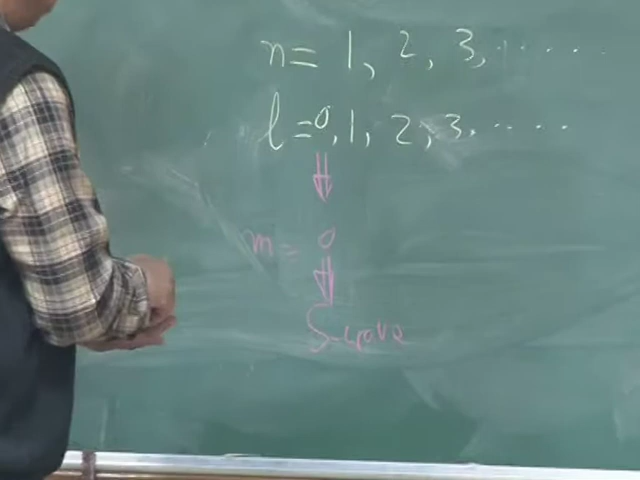 n = 1, 2, 3, ......
l = 0, 1, 2, 3, .....
⇓
m = 0
⇓
S-wave